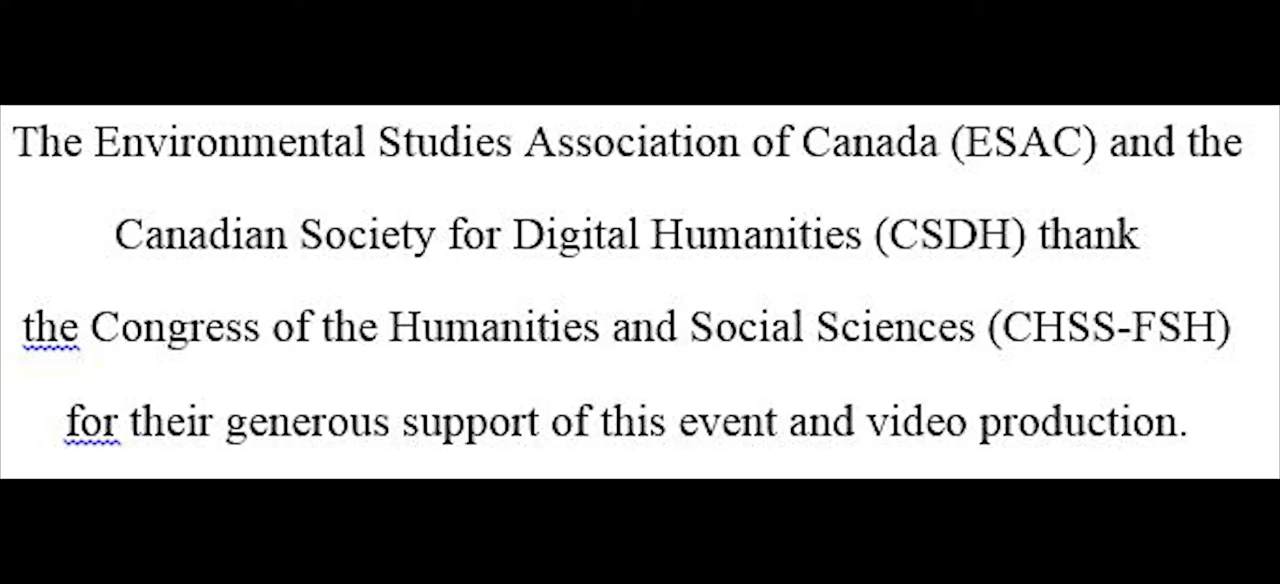 The Environmental Studies Association of Canada (ESAC) and the
Canadian Society for Digital Humanities (CSDH) thank
the Congress of the Humanities and Social Sciences (CHSS-FSH)
for their generous support of this event and video production.